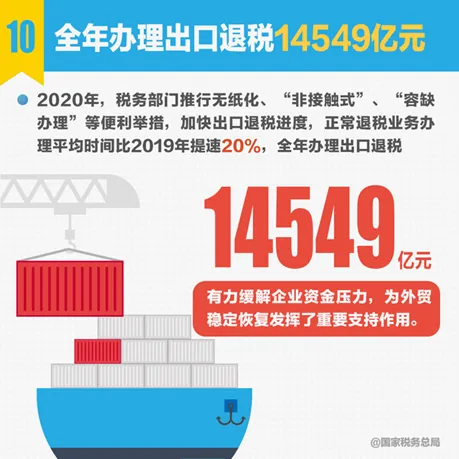 10 全年办理出口退税14549亿元
2020年，税务部门推行无纸化、“非接触式”、“容缺
办理”等便利举措，加快出口退税进度，正常退税业务办
理平均时间比2019年提速20%，全年办理出口退税
14549亿元
有力缓解企业资金压力，为外贸
稳定恢复发挥了重要支持作用。
@国家税务总局